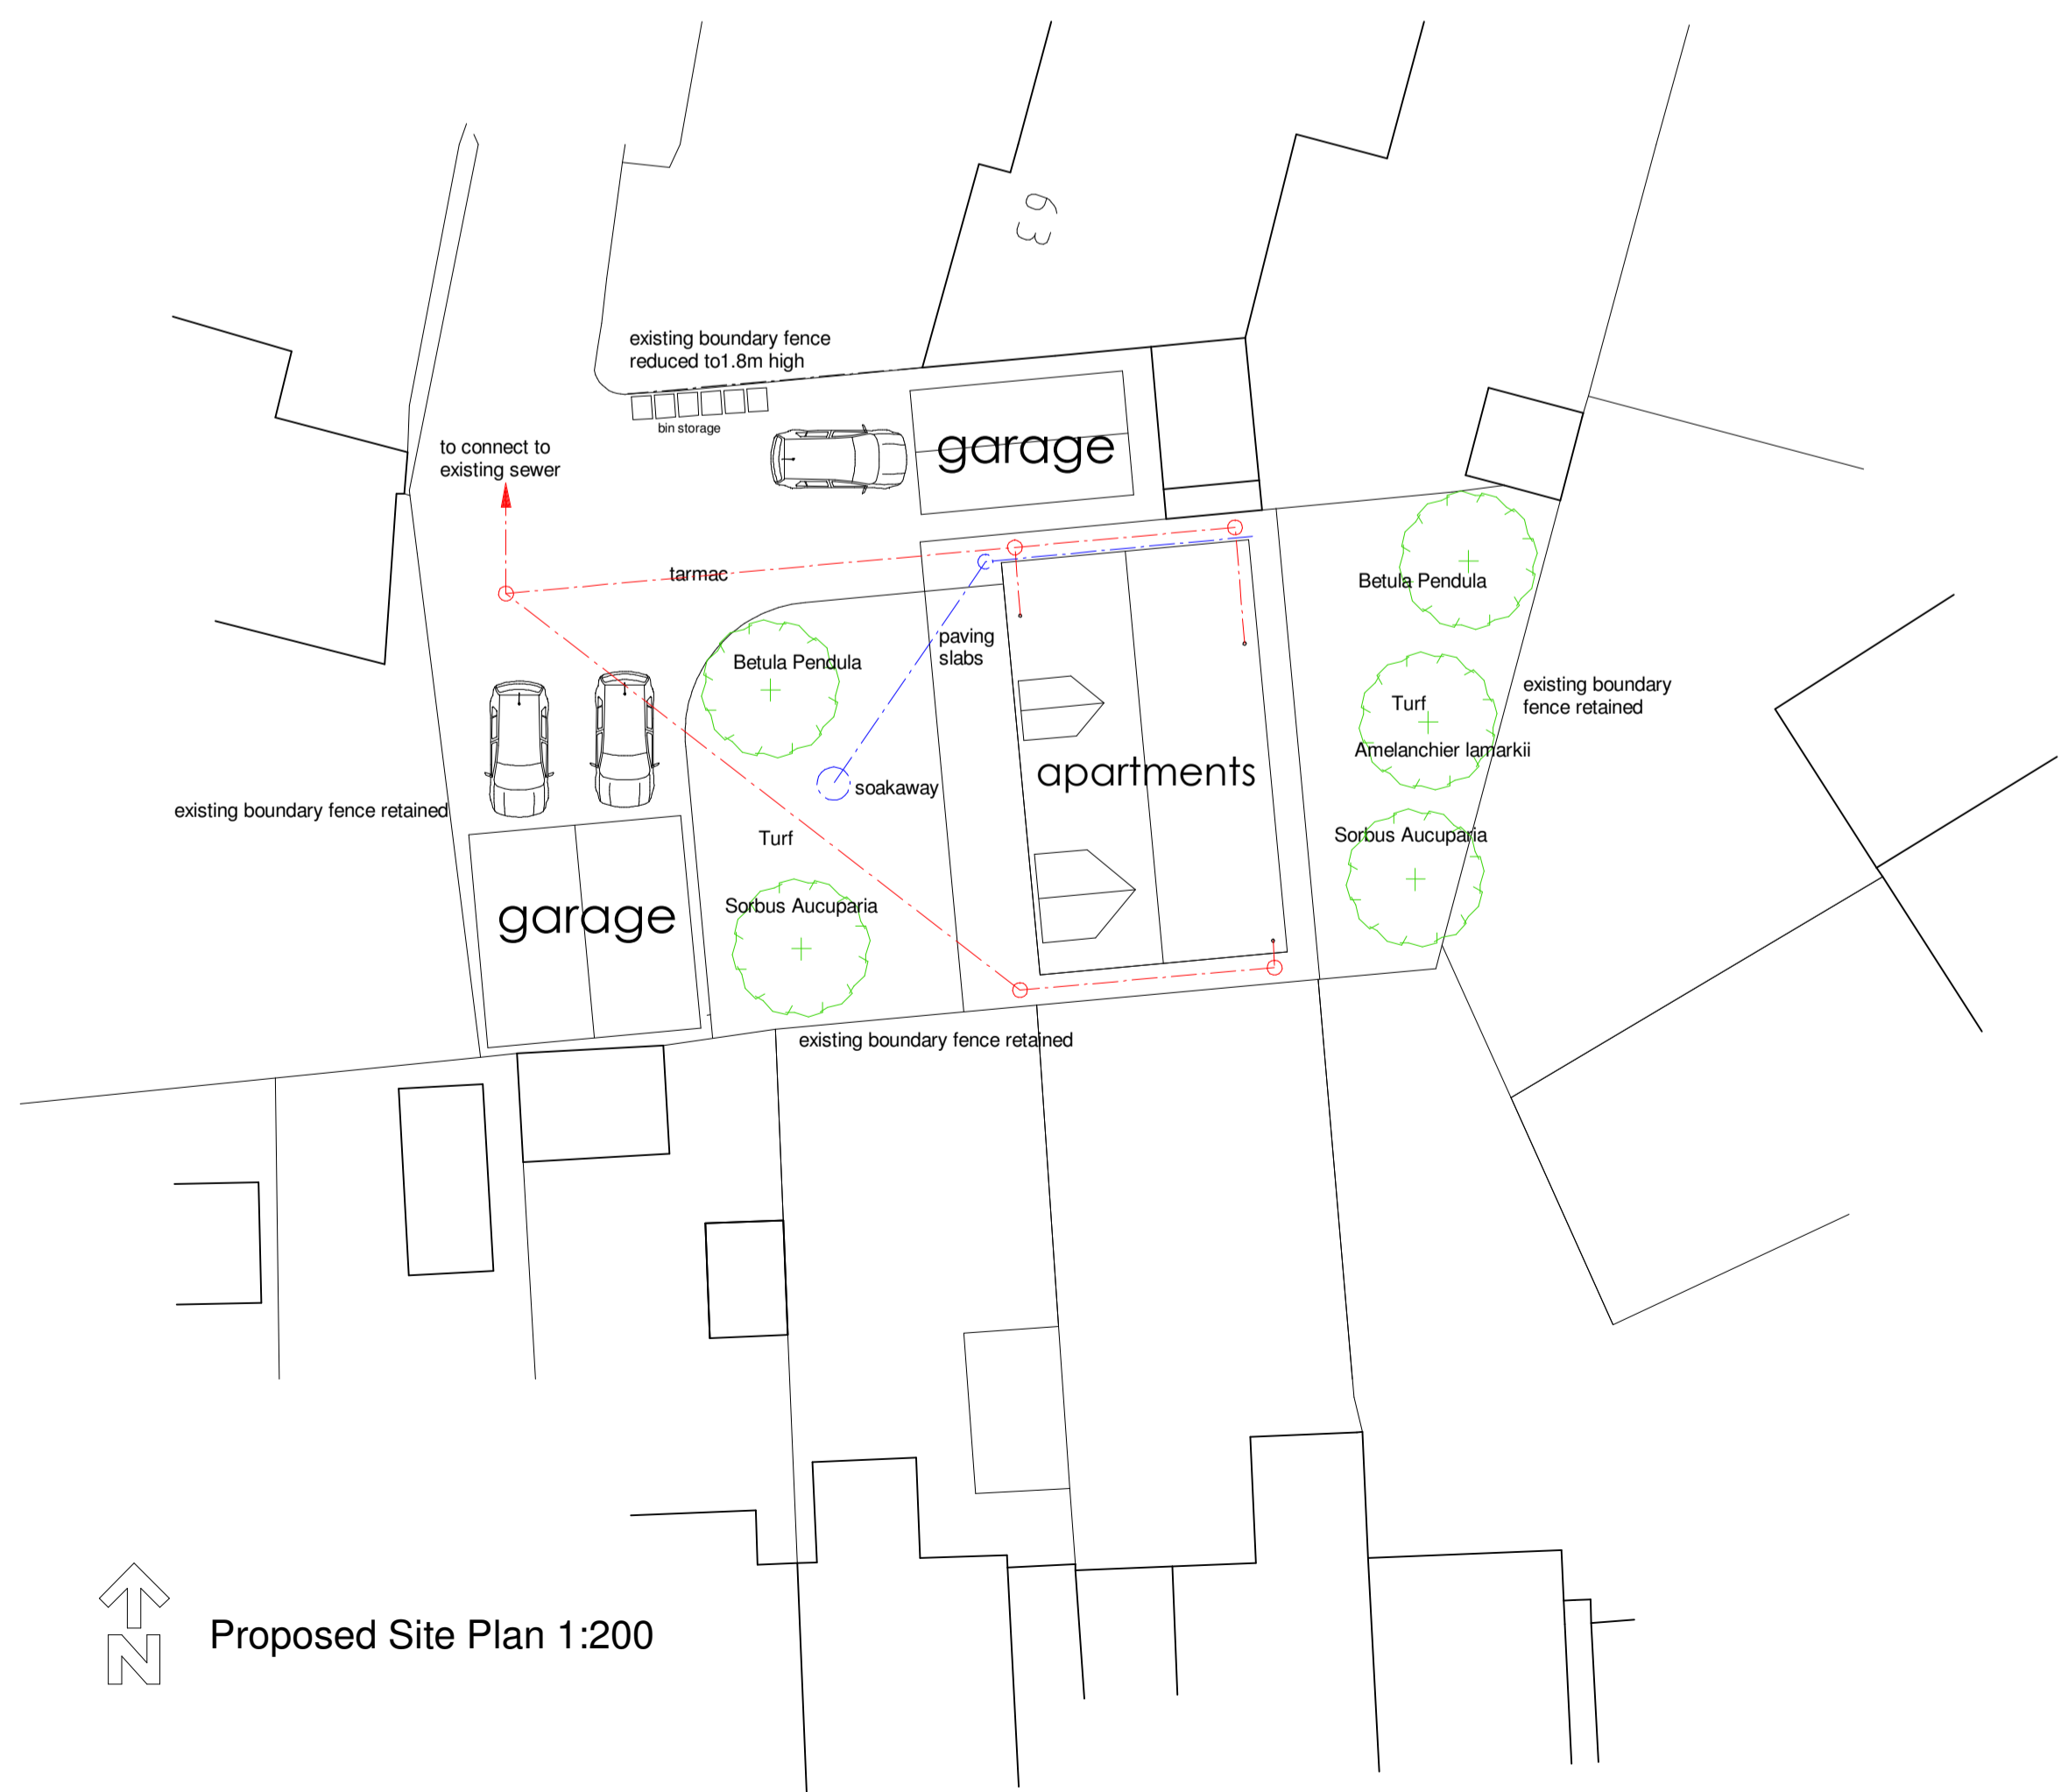 63
existing boundary fence
reduced to1.8m high
bin storage
garage
to connect to
existing sewer
tarmac
Betula Pendula
paving
slabs
Betula Pendula
Turf
existing boundary
fence retained
Amelanchier lamarkii
apartments
soakaway
existing boundary fence retained
Turf
Sorbus Aucuparia
Sorbus Aucuparia
garage
existing boundary fence retained
N
Proposed Site Plan 1:200